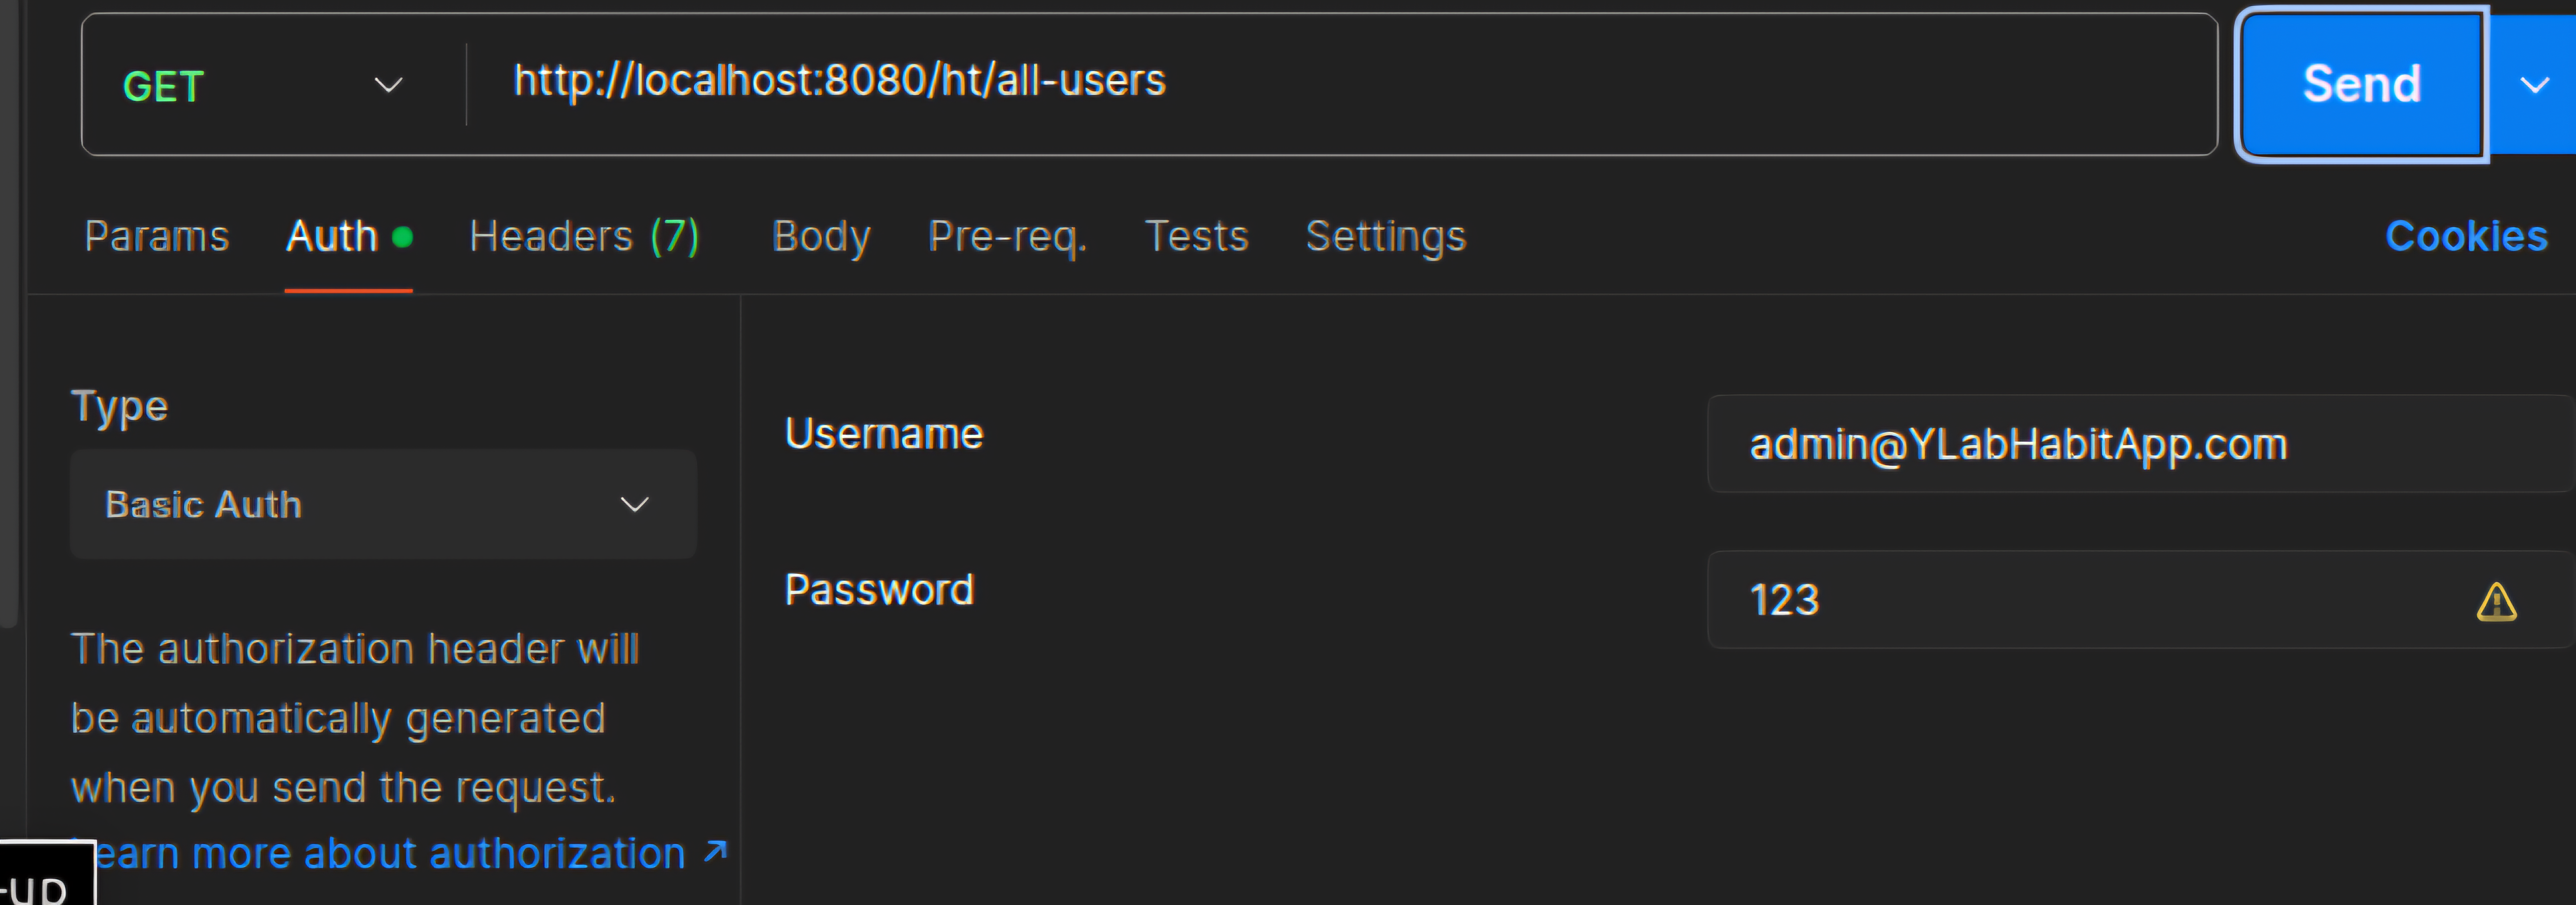 GET http://localhost:8080/ht/all-users Send
Params Auth Headers (7) Body Pre-req. Tests Settings Cookies
Type
Basic Auth
The authorization header will
be automatically generated
when you send the request.
earn more about authorization ↗
Username admin@YLabHabitApp.com
Password 123
-up